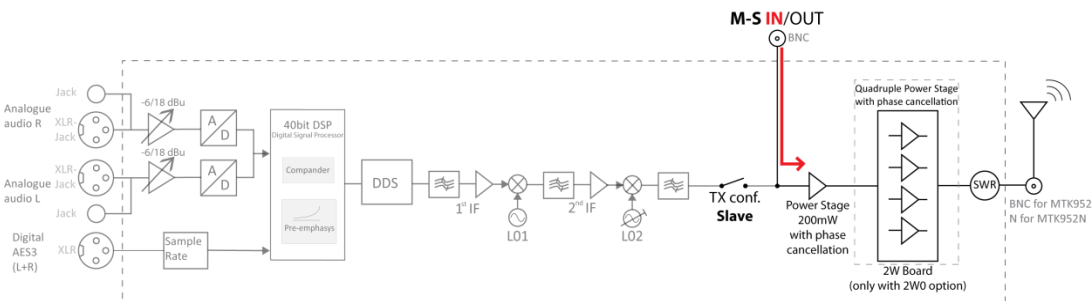 M-S IN/OUT
BNC
Jack
Analogue
audio R
XLR-
Jack
-6/18 dBu
A
D
XLR-
Jack
Analogue
audio L
Jack
-6/18 dBu
A
D
Digital
AES3
(L+R)
XLR
Sample
Rate
40bit DSP
Digital Signal Processor
Compander
Pre-emphasys
DDS
1st IF
LO1
2nd IF
LO2
TX conf.
Slave
Power Stage
200mW
with phase
cancellation
Quadruple Power Stage
with phase cancellation
2W Board
(only with 2W0 option)
SWR
BNC for MTK952
N for MTK952N